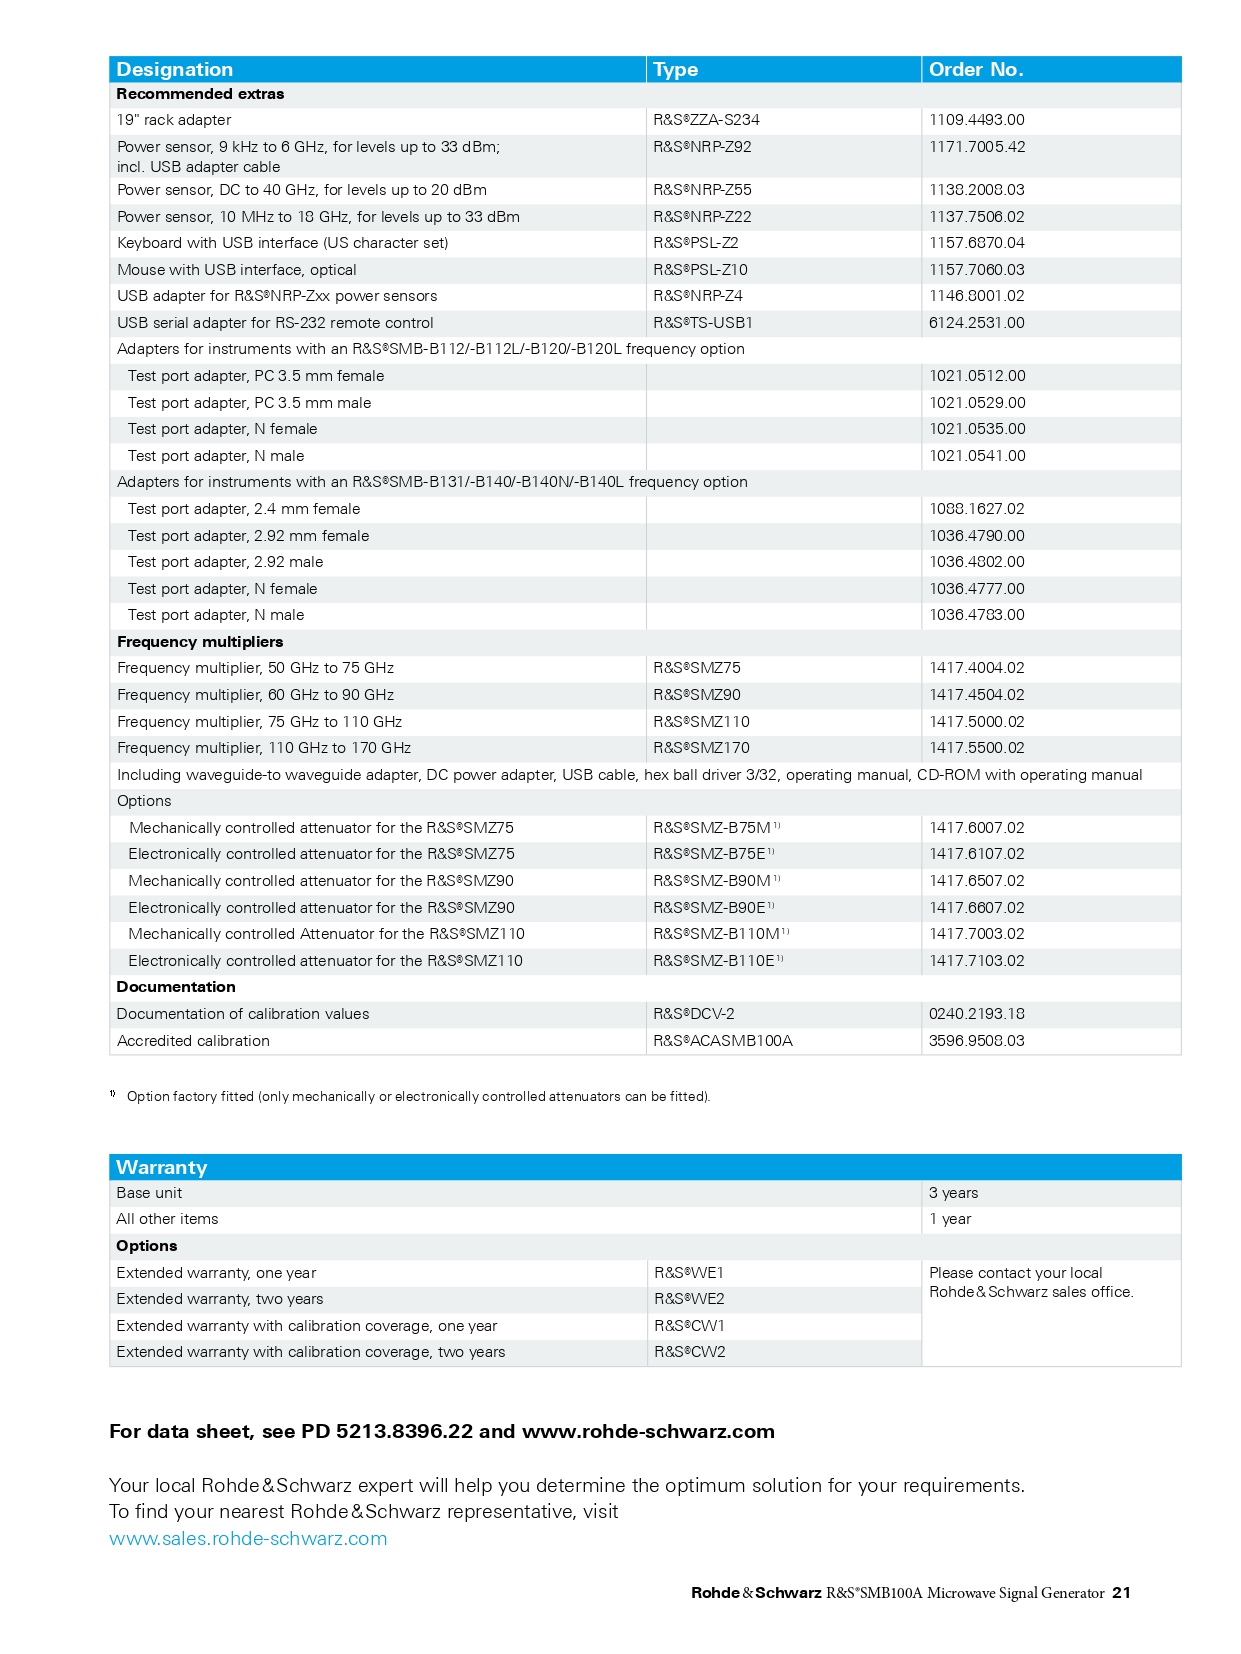 Designation Type Order No.
Recommended extras
19" rack adapter R&S®ZZA-S234 1109.4493.00
Power sensor, 9 kHz to 6 GHz, for levels up to 33 dBm; R&S®NRP-Z92 1171.7005.42
incl. USB adapter cable
Power sensor, DC to 40 GHz, for levels up to 20 dBm R&S®NRP-Z55 1138.2008.03
Power sensor, 10 MHz to 18 GHz, for levels up to 33 dBm R&S®NRP-Z22 1137.7506.02
Keyboard with USB interface (US character set) R&S®PSL-Z2 1157.6870.04
Mouse with USB interface, optical R&S®PSL-Z10 1157.7060.03
USB adapter for R&S®NRP-Zxx power sensors R&S®NRP-Z4 1146.8001.02
USB serial adapter for RS-232 remote control R&S®TS-USB1 6124.2531.00
Adapters for instruments with an R&S®SMB-B112/-B112L/-B120/-B120L frequency option
Test port adapter, PC 3.5 mm female 1021.0512.00
Test port adapter, PC 3.5 mm male 1021.0529.00
Test port adapter, N female 1021.0535.00
Test port adapter, N male 1021.0541.00
Adapters for instruments with an R&S®SMB-B131/-B140/-B140N/-B140L frequency option
Test port adapter, 2.4 mm female 1088.1627.02
Test port adapter, 2.92 mm female 1036.4790.00
Test port adapter, 2.92 male 1036.4802.00
Test port adapter, N female 1036.4777.00
Test port adapter, N male 1036.4783.00
Frequency multipliers
Frequency multiplier, 50 GHz to 75 GHz R&S®SMZ75 1417.4004.02
Frequency multiplier, 60 GHz to 90 GHz R&S®SMZ90 1417.4504.02
Frequency multiplier, 75 GHz to 110 GHz R&S®SMZ110 1417.5000.02
Frequency multiplier, 110 GHz to 170 GHz R&S®SMZ170 1417.5500.02
Including waveguide-to waveguide adapter, DC power adapter, USB cable, hex ball driver 3/32, operating manual, CD-ROM with operating manual
Options
Mechanically controlled attenuator for the R&S®SMZ75 R&S®SMZ-B75M 1) 1417.6007.02
Electronically controlled attenuator for the R&S®SMZ75 R&S®SMZ-B75E 1) 1417.6107.02
Mechanically controlled attenuator for the R&S®SMZ90 R&S®SMZ-B90M 1) 1417.6507.02
Electronically controlled attenuator for the R&S®SMZ90 R&S®SMZ-B90E 1) 1417.6607.02
Mechanically controlled Attenuator for the R&S®SMZ110 R&S®SMZ-B110M 1) 1417.7003.02
Electronically controlled attenuator for the R&S®SMZ110 R&S®SMZ-B110E 1) 1417.7103.02
Documentation
Documentation of calibration values R&S®DCV-2 0240.2193.18
Accredited calibration R&S®ACASMB100A 3596.9508.03
1) Option factory fitted (only mechanically or electronically controlled attenuators can be fitted).
Warranty
Base unit 3 years
All other items 1 year
Options
Extended warranty, one year R&S®WE1 Please contact your local
Rohde & Schwarz sales office.
Extended warranty, two years R&S®WE2
Extended warranty with calibration coverage, one year R&S®CW1
Extended warranty with calibration coverage, two years R&S®CW2
For data sheet, see PD 5213.8396.22 and www.rohde-schwarz.com
Your local Rohde & Schwarz expert will help you determine the optimum solution for your requirements.
To find your nearest Rohde & Schwarz representative, visit
www.sales.rohde-schwarz.com
Rohde & Schwarz R&S®SMB100A Microwave Signal Generator 21